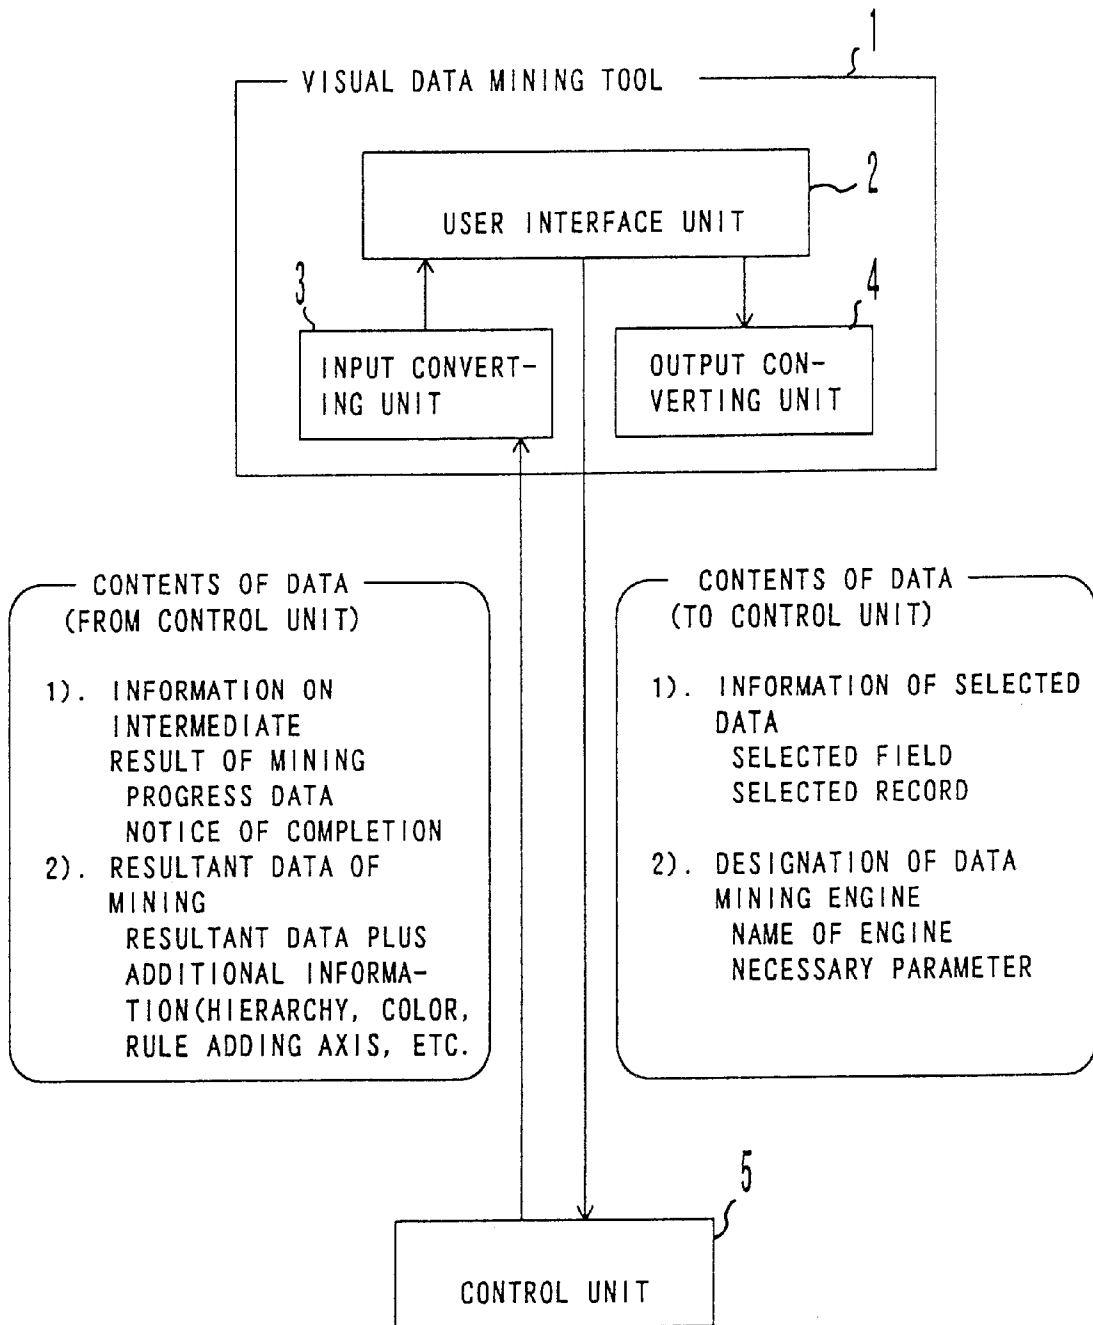 1
VISUAL DATA MINING TOOL
2
USER INTERFACE UNIT
3
4
INPUT CONVERT-
ING UNIT
OUTPUT CON-
VERTING UNIT
CONTENTS OF DATA
(FROM CONTROL UNIT)
1). INFORMATION ON
INTERMEDIATE
RESULT OF MINING
PROGRESS DATA
NOTICE OF COMPLETION
2). RESULTANT DATA OF
MINING
RESULTANT DATA PLUS
ADDITIONAL INFORMA-
TION(HIERARCHY, COLOR,
RULE ADDING AXIS, ETC.
CONTENTS OF DATA
(TO CONTROL UNIT)
1). INFORMATION OF SELECTED
DATA
SELECTED FIELD
SELECTED RECORD
2). DESIGNATION OF DATA
MINING ENGINE
NAME OF ENGINE
NECESSARY PARAMETER
5
CONTROL UNIT